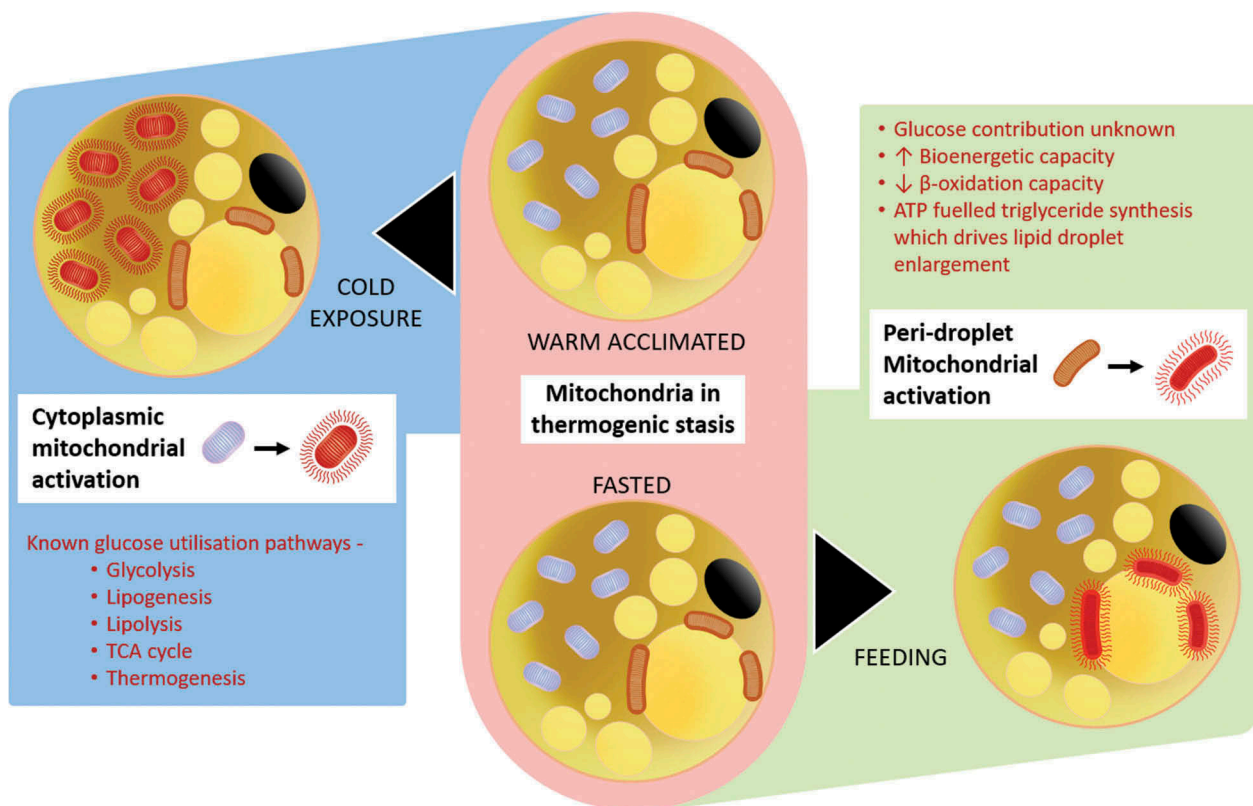 COLD
EXPOSURE
Cytoplasmic
mitochondrial
activation
Known glucose utilisation pathways -
• Glycolysis
• Lipogenesis
• Lipolysis
• TCA cycle
• Thermogenesis
WARM ACCLIMATED
Mitochondria in
thermogenic stasis
FASTED
• Glucose contribution unknown
• ↑ Bioenergetic capacity
• ↓ β-oxidation capacity
• ATP fuelled triglyceride synthesis
which drives lipid droplet
enlargement
Peri-droplet
Mitochondrial
activation
FEEDING